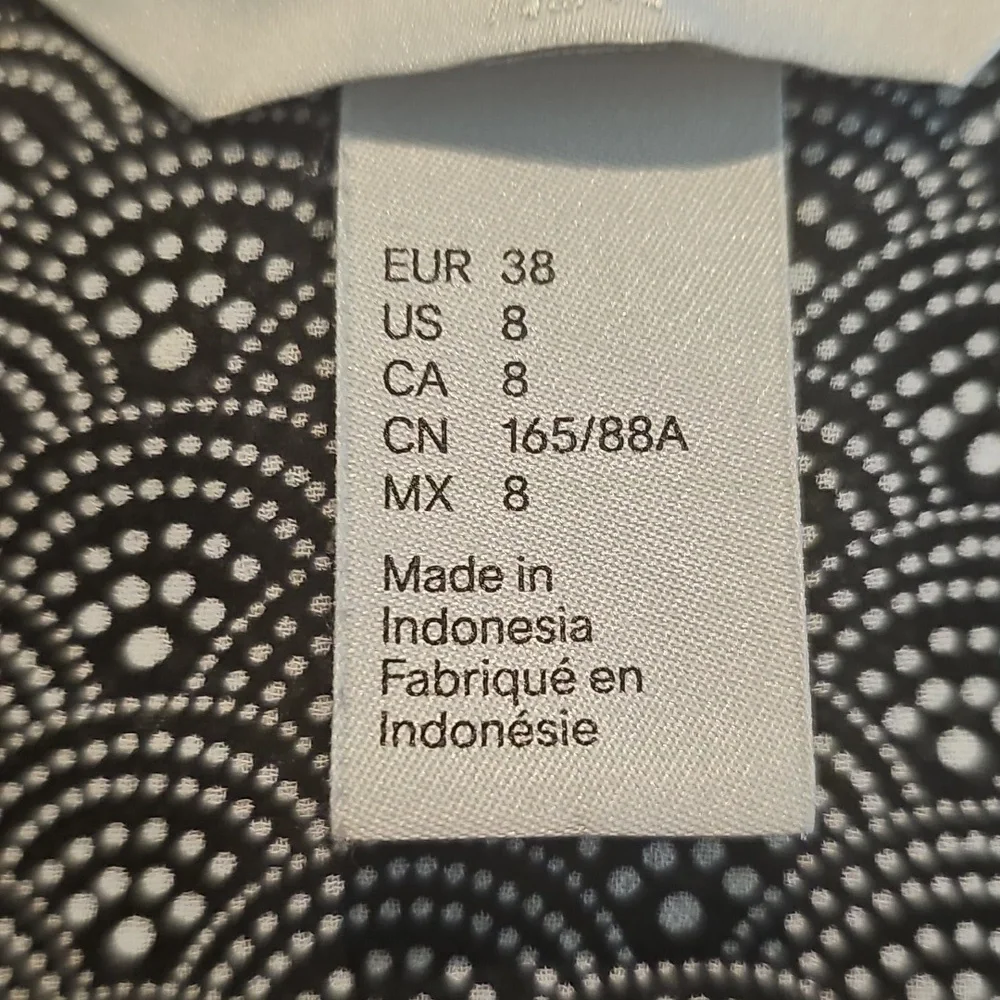 EUR 38
US 8
CA 8
CN 165/88A
MX 8
Made in
Indonesia
Fabriqué en
Indonésie